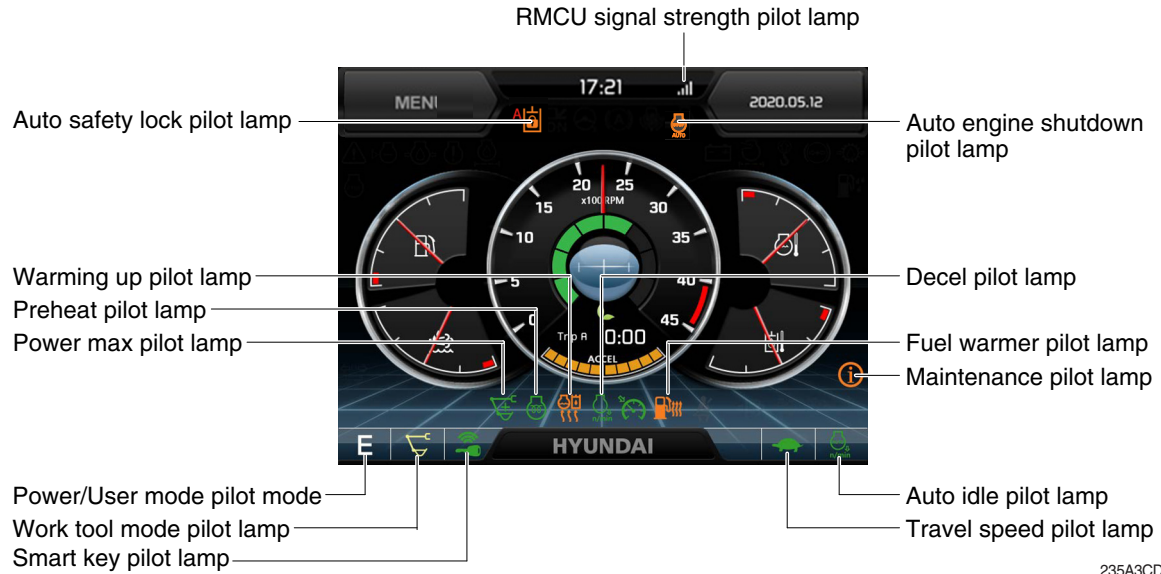 RMCU signal strength pilot lamp
17:21
MENU
2020.05.12
Auto safety lock pilot lamp
A
AUTO
Auto engine shutdown
pilot lamp
20
25
x100RPM
15
30
10
35
Warming up pilot lamp
Decel pilot lamp
5
40
Preheat pilot lamp
0
45
Trip A
0:00
Power max pilot lamp
ACCEL
Fuel warmer pilot lamp
Maintenance pilot lamp
n/min
E
HYUNDAI
n/min
Power/User mode pilot mode
Auto idle pilot lamp
Work tool mode pilot lamp
Travel speed pilot lamp
Smart key pilot lamp
235A3CD